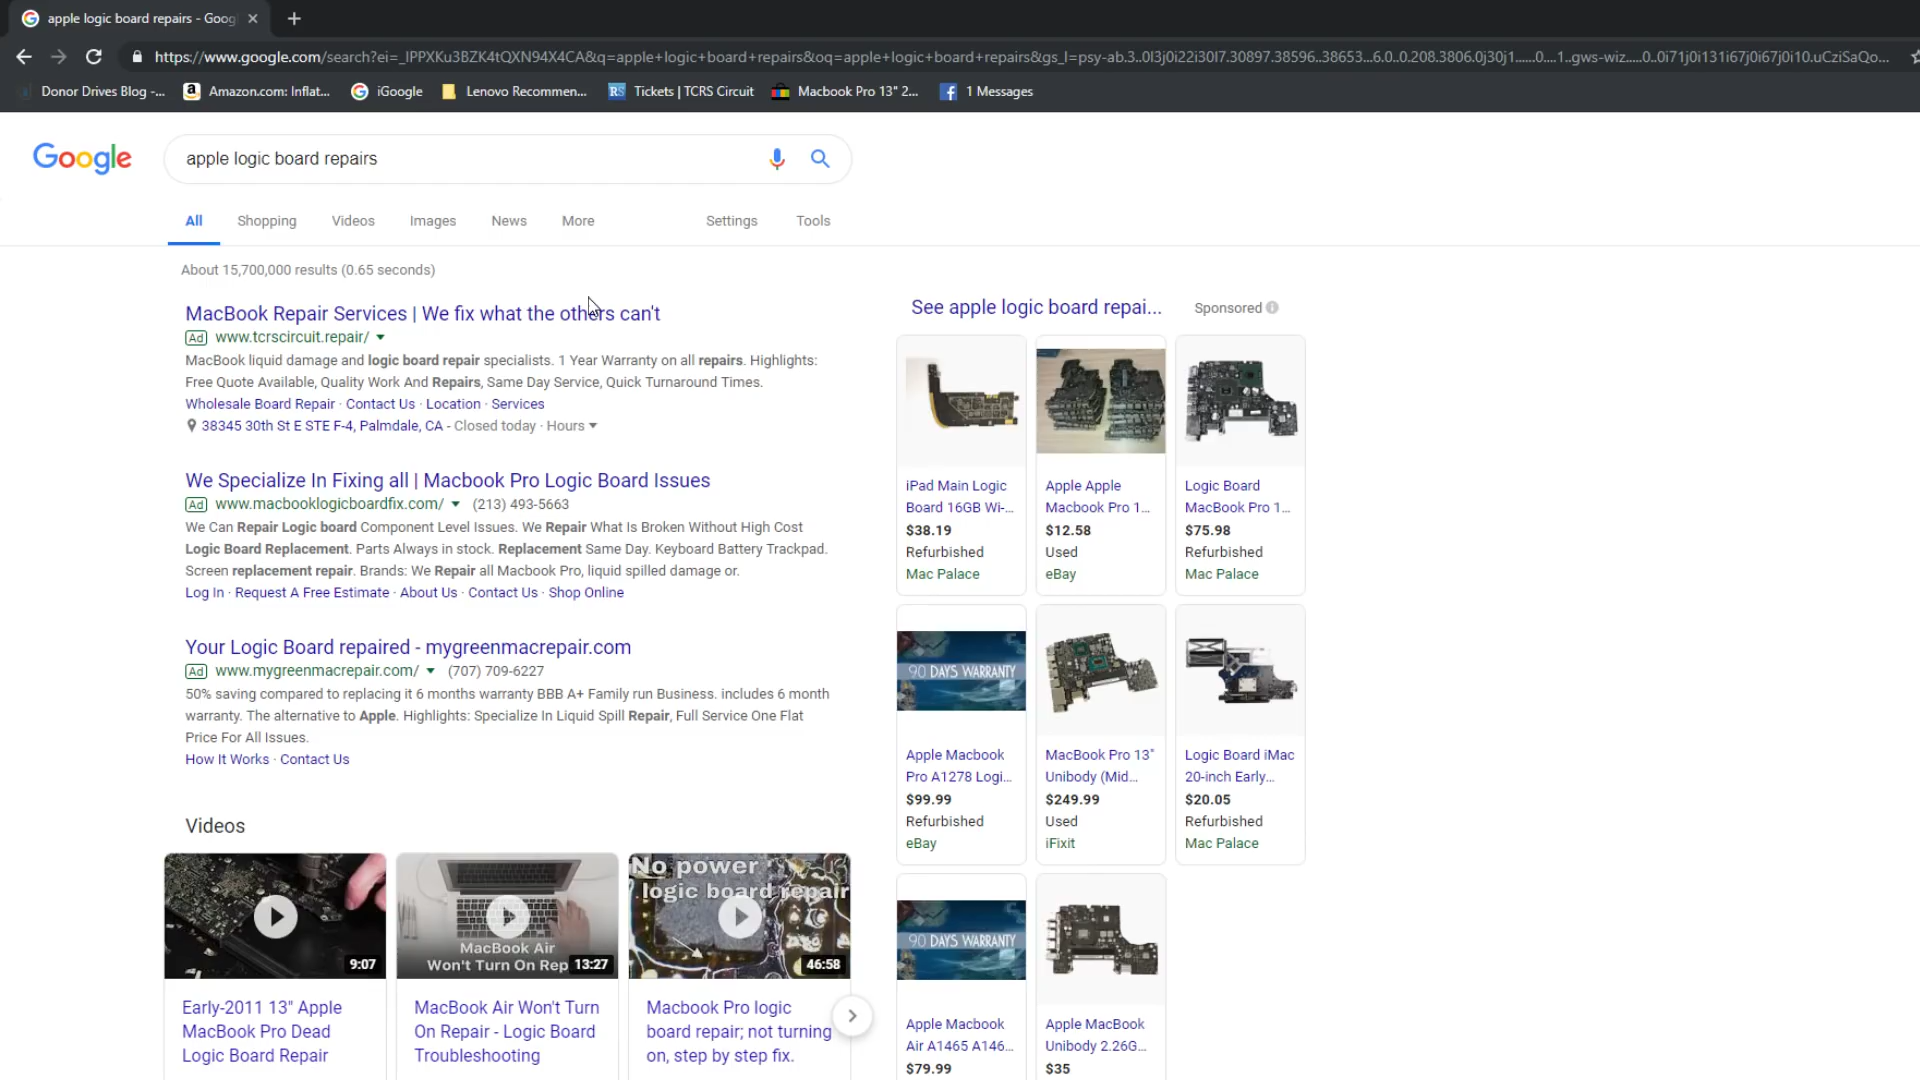 apple logic board repairs - Goog
https://www.google.com/search?ei=_IPPXKu3BZK4tQXN94X4CA&q=apple+logic+board+repairs&oq=apple+logic+board+repairs&gs_l=psy-ab.3..0l3j0i22i30l7.30897.38596..38653...6.0..0.208.3806.0j30j1......0....1..gws-wiz.....0..0i71j0i131i67j0i67j0i10.uCziSaQo...
Donor Drives Blog -... Amazon.com: Inflat... iGoogle Lenovo Recommen... RS Tickets | TCRS Circuit Macbook Pro 13" 2... 1 Messages
Google
apple logic board repairs
All Shopping Videos Images News More Settings Tools
About 15,700,000 results (0.65 seconds)
MacBook Repair Services | We fix what the others can't
Ad www.tcrscircuit.repair/
MacBook liquid damage and logic board repair specialists. 1 Year Warranty on all repairs. Highlights:
Free Quote Available, Quality Work And Repairs, Same Day Service, Quick Turnaround Times.
Wholesale Board Repair · Contact Us · Location · Services
38345 30th St E STE F-4, Palmdale, CA - Closed today · Hours
We Specialize In Fixing all | Macbook Pro Logic Board Issues
Ad www.macbooklogicboardfix.com/ (213) 493-5663
We Can Repair Logic board Component Level Issues. We Repair What Is Broken Without High Cost
Logic Board Replacement. Parts Always in stock. Replacement Same Day. Keyboard Battery Trackpad.
Screen replacement repair. Brands: We Repair all Macbook Pro, liquid spilled damage or.
Log In · Request A Free Estimate · About Us · Contact Us · Shop Online
Your Logic Board repaired - mygreenmacrepair.com
Ad www.mygreenmacrepair.com/ (707) 709-6227
50% saving compared to replacing it 6 months warranty BBB A+ Family run Business. includes 6 month
warranty. The alternative to Apple. Highlights: Specialize In Liquid Spill Repair, Full Service One Flat
Price For All Issues.
How It Works · Contact Us
Videos
9:07
MacBook Air
Won't Turn On Rep 13:27
No power
logic board repair
46:58
Early-2011 13" Apple
MacBook Pro Dead
Logic Board Repair
MacBook Air Won't Turn
On Repair - Logic Board
Troubleshooting
Macbook Pro logic
board repair; not turning
on, step by step fix.
See apple logic board repai... Sponsored
iPad Main Logic
Board 16GB Wi-...
$38.19
Refurbished
Mac Palace
Apple Apple
Macbook Pro 1...
$12.58
Used
eBay
Logic Board
MacBook Pro 1...
$75.98
Refurbished
Mac Palace
90 DAYS WARRANTY
Apple Macbook
Pro A1278 Logi...
$99.99
Refurbished
eBay
MacBook Pro 13"
Unibody (Mid...
$249.99
Used
iFixit
Logic Board iMac
20-inch Early...
$20.05
Refurbished
Mac Palace
90 DAYS WARRANTY
Apple Macbook
Air A1465 A146...
$79.99
Apple MacBook
Unibody 2.26G...
$35